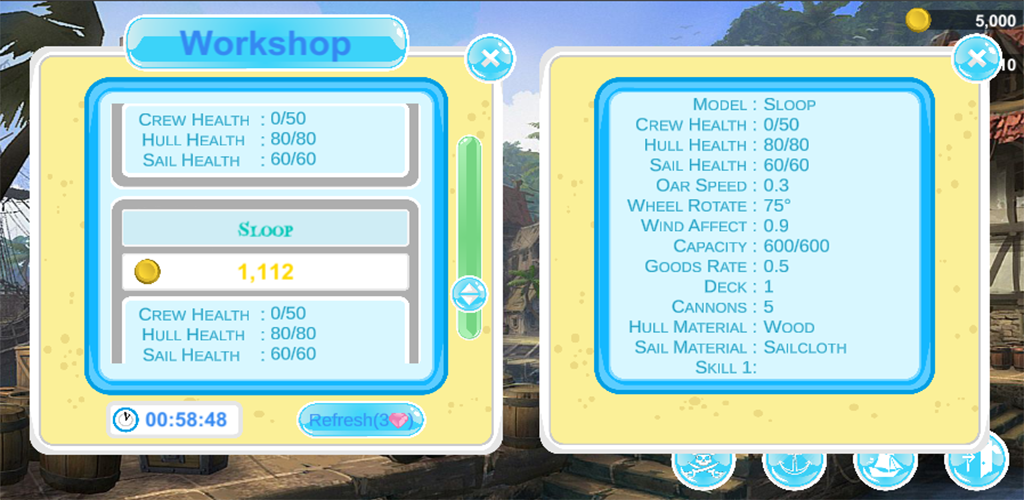 Workshop
5,000
10
Crew Health : 0/50
Hull Health : 80/80
Sail Health : 60/60
Sloop
1,112
Crew Health : 0/50
Hull Health : 80/80
Sail Health : 60/60
00:58:48
Refresh(3)
Model : Sloop
Crew Health : 0/50
Hull Health : 80/80
Sail Health : 60/60
Oar Speed : 0.3
Wheel Rotate : 75°
Wind Affect : 0.9
Capacity : 600/600
Goods Rate : 0.5
Deck : 1
Cannons : 5
Hull Material : Wood
Sail Material : Sailcloth
Skill 1: